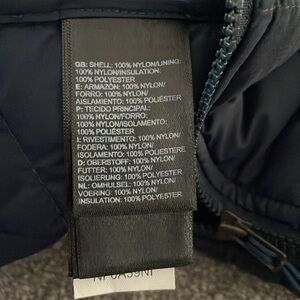 GB: SHELL: 100% NYLON/LINING:
100% NYLON/INSULATION:
100% POLYESTER
E: ARMAZÓN: 100% NYLON/
FORRO: 100% NYLON/
AISLAMIENTO: 100% POLIÉSTER
P: TECIDO PRINCIPAL:
100% NYLON/FORRO:
100% NYLON/ISOLAMENTO:
100% POLIÉSTER
I: RIVESTIMENTO: 100% NYLON/
FODERA: 100% NYLON/
ISOLAMENTO: 100% POLIESTERE
D: OBERSTOFF: 100% NYLON/
FUTTER: 100% NYLON/
ISOLIERUNG: 100% POLYESTER
NL: OMHULSEL: 100% NYLON/
VOERING: 100% NYLON/
INSULATION: 100% POLYESTER